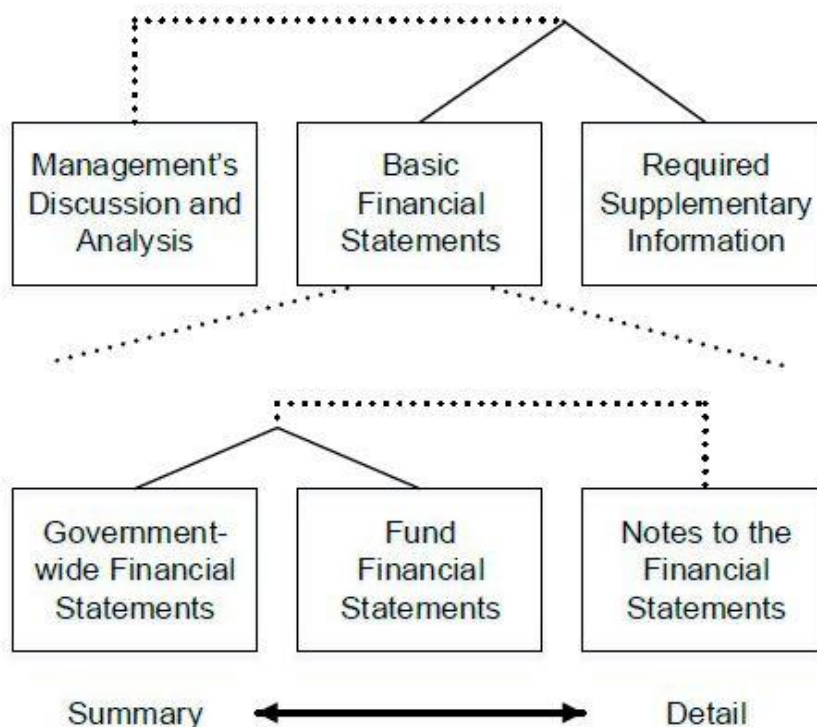 Management's
Discussion and
Analysis
Basic
Financial
Statements
Required
Supplementary
Information
Government-
wide Financial
Statements
Fund
Financial
Statements
Notes to the
Financial
Statements
Summary
Detail